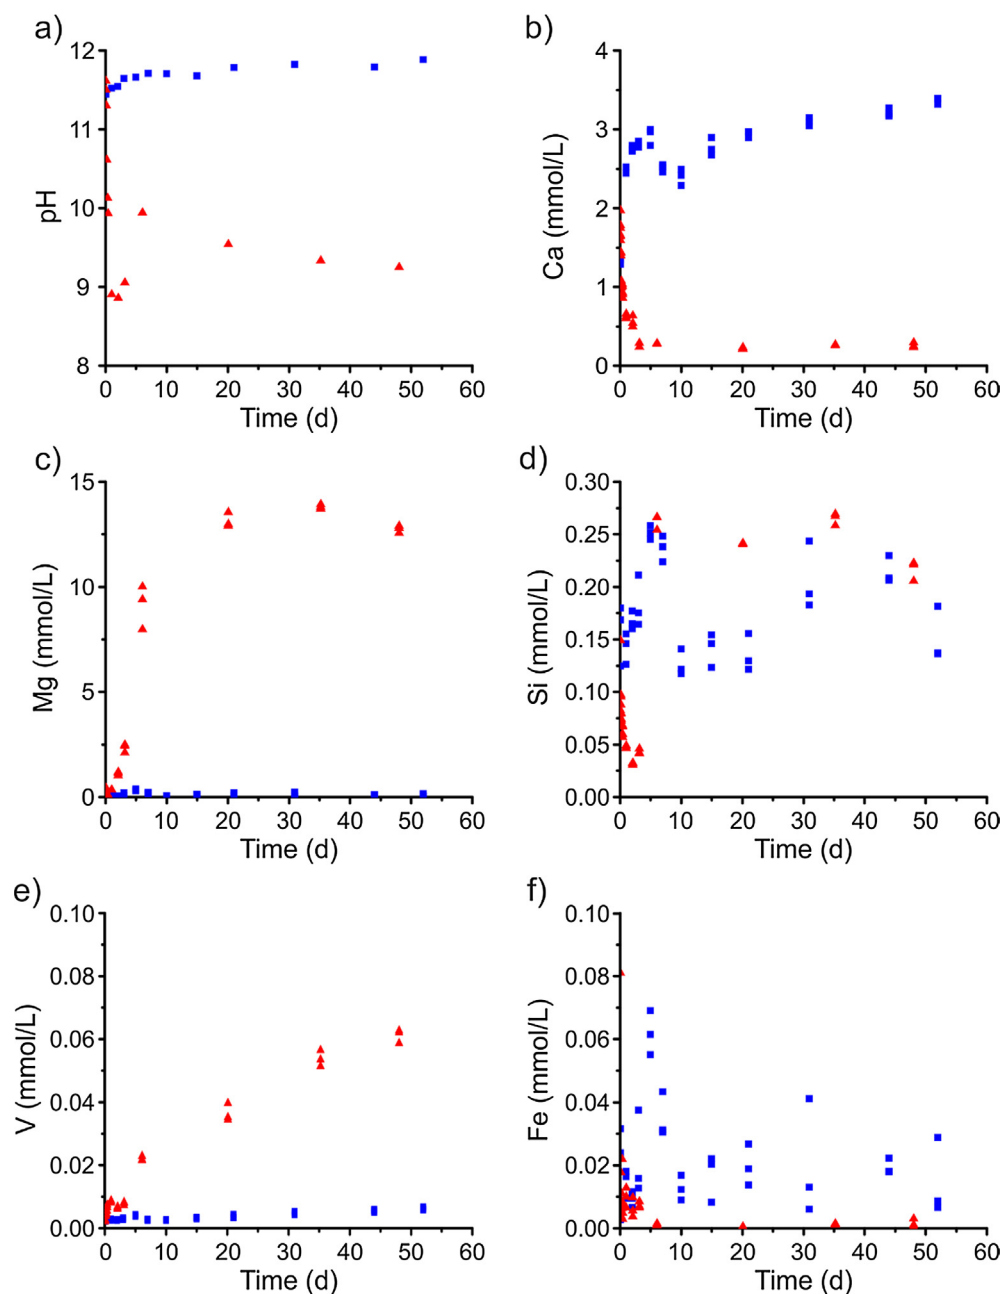 a)
12
11
10
9
8
pH
0 10 20 30 40 50 60
Time (d)
b)
4
3
2
1
0
Ca (mmol/L)
0 10 20 30 40 50 60
Time (d)
c)
15
10
5
0
Mg (mmol/L)
0 10 20 30 40 50 60
Time (d)
d)
0.30
0.25
0.20
0.15
0.10
0.05
0.00
Si (mmol/L)
0 10 20 30 40 50 60
Time (d)
e)
0.10
0.08
0.06
0.04
0.02
0.00
V (mmol/L)
0 10 20 30 40 50 60
Time (d)
f)
0.10
0.08
0.06
0.04
0.02
0.00
Fe (mmol/L)
0 10 20 30 40 50 60
Time (d)